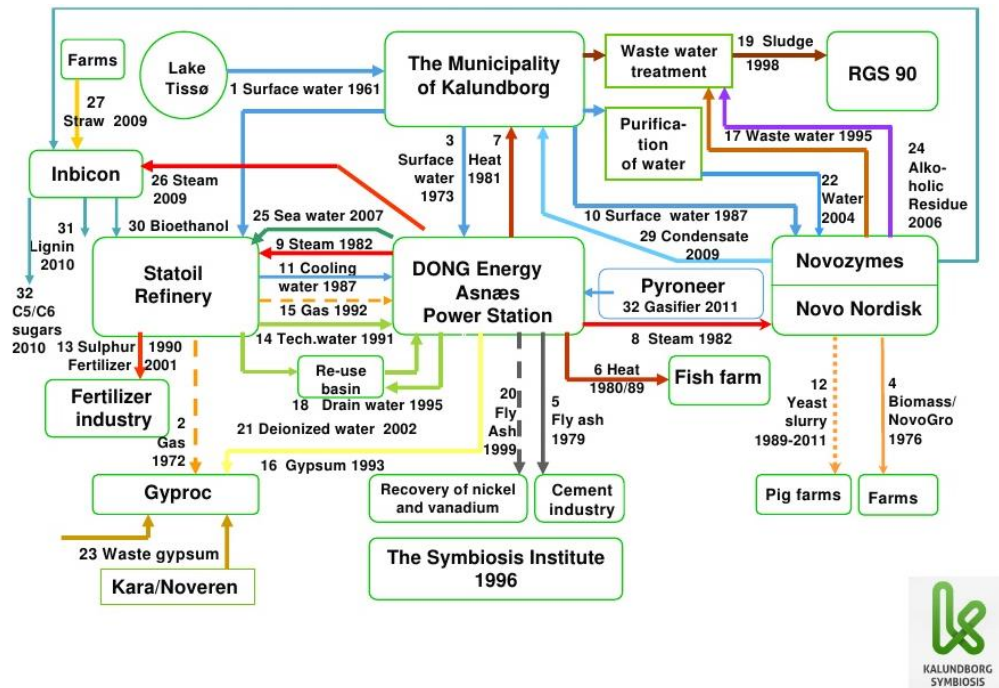 Farms
Lake
Tissø
The Municipality
of Kalundborg
Waste water
treatment
19 Sludge
1998
RGS 90
1 Surface water 1961
27
Straw 2009
Purifica-
tion
of water
17 Waste water 1995
24
Alko-
holic
Residue
2006
Inbicon
26 Steam
2009
3
Surface
water
1973
7
Heat
1981
22
Water
2004
10 Surface water 1987
29 Condensate
2009
31
Lignin
2010
30 Bioethanol
25 Sea water 2007
9 Steam 1982
Statoil
Refinery
11 Cooling
water 1987
15 Gas 1992
14 Tech.water 1991
DONG Energy
Asnæs
Power Station
Pyroneer
32 Gasifier 2011
Novozymes
Novo Nordisk
8 Steam 1982
32
C5/C6
sugars
2010
13 Sulphur 1990
Fertilizer 2001
Fertilizer
industry
Re-use
basin
18 Drain water 1995
6 Heat
1980/89
Fish farm
2
Gas
1972
21 Deionized water 2002
20
Fly
Ash
1999
5
Fly ash
1979
12
Yeast
slurry
1989-2011
4
Biomass/
NovoGro
1976
16 Gypsum 1993
Gyproc
Recovery of nickel
and vanadium
Cement
industry
Pig farms
Farms
23 Waste gypsum
Kara/Noveren
The Symbiosis Institute
1996
KALUNDBORG
SYMBIOSIS